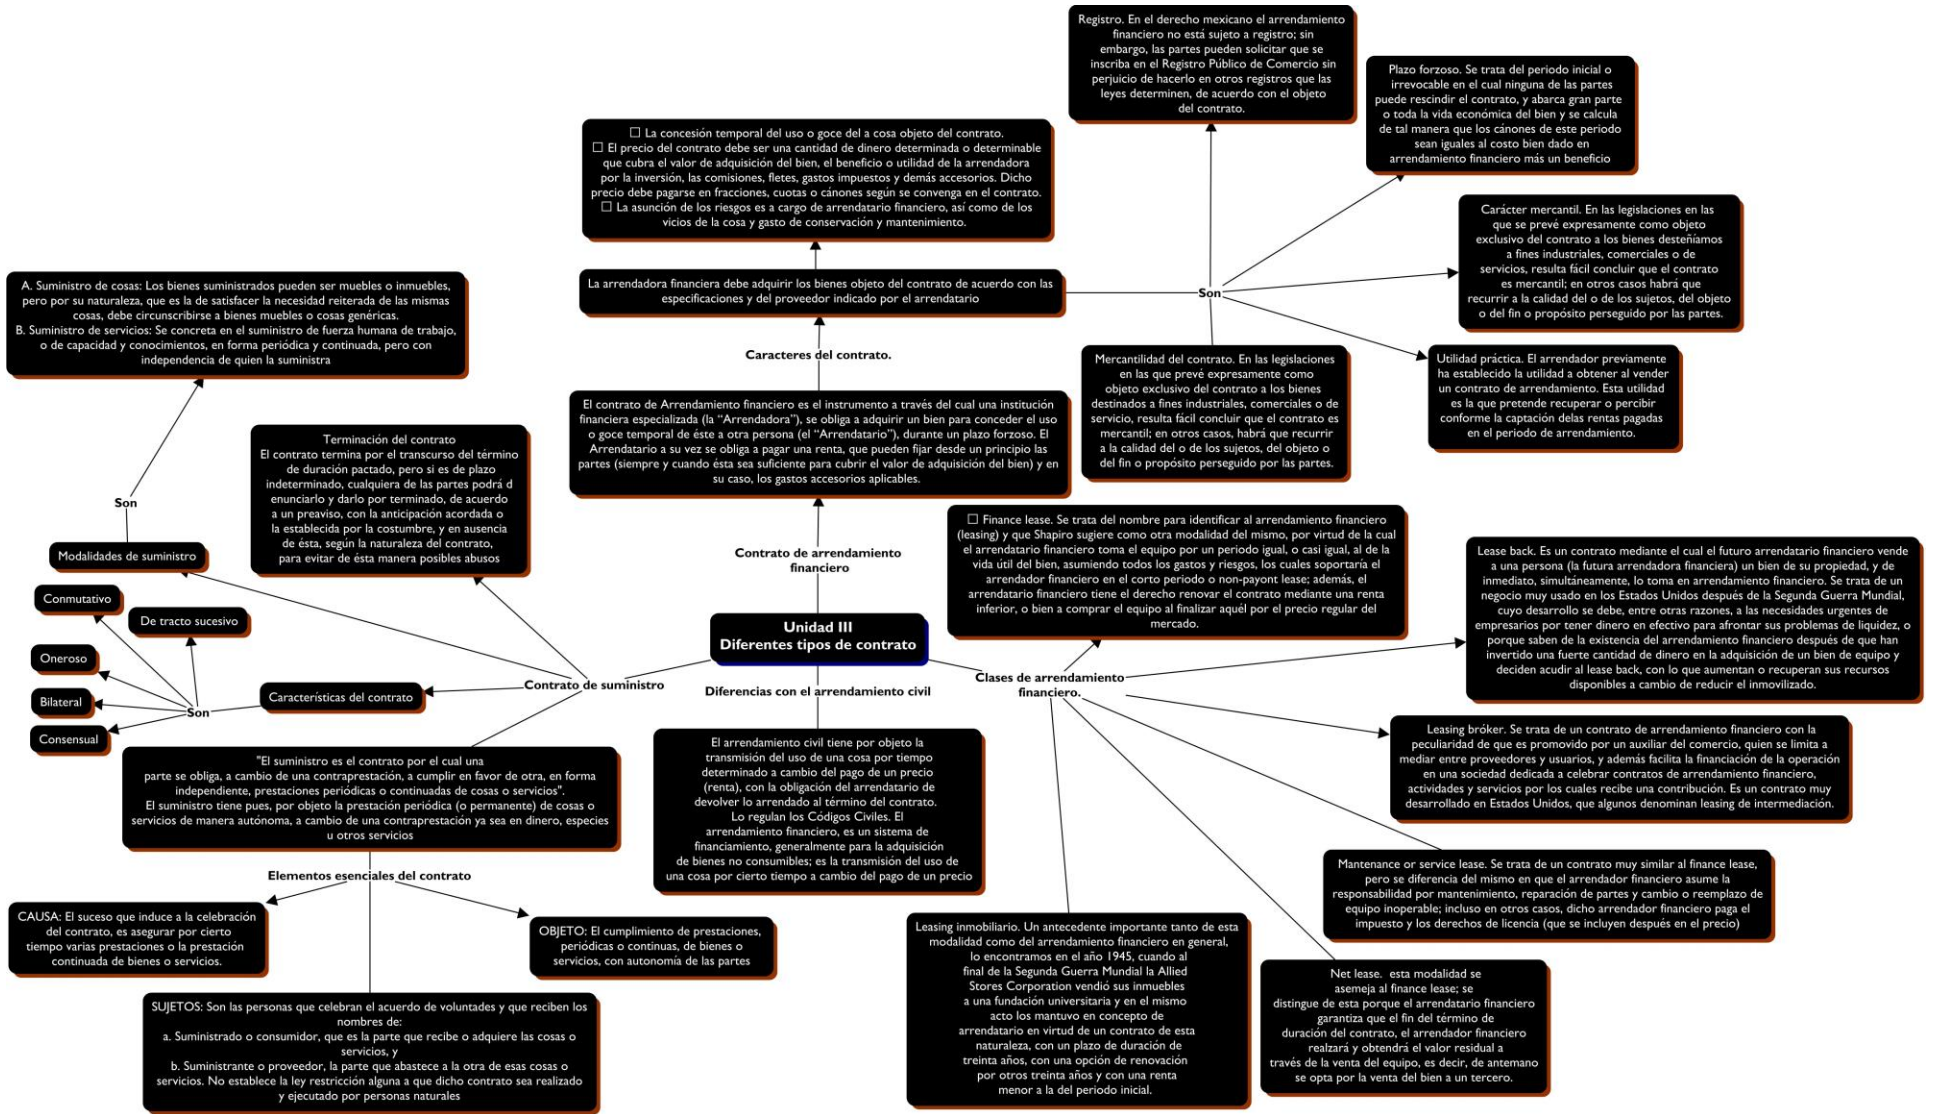 Registro. En el derecho mexicano el arrendamiento
financiero no está sujeto a registro; sin
embargo, las partes pueden solicitar que se
inscriba en el Registro Público de Comercio sin
perjuicio de hacerlo en otros registros que las
leyes determinen, de acuerdo con el objeto
del contrato.
Plazo forzoso. Se trata del periodo inicial o
irrevocable en el cual ninguna de las partes
puede rescindir el contrato, y abarca gran parte
o toda la vida económica del bien y se calcula
de tal manera que los cánones de este periodo
sean iguales al costo bien dado en
arrendamiento financiero más un beneficio
☐ La concesión temporal del uso o goce del a cosa objeto del contrato.
☐ El precio del contrato debe ser una cantidad de dinero determinada o determinable
que cubra el valor de adquisición del bien, el beneficio o utilidad de la arrendadora
por la inversión, las comisiones, fletes, gastos impuestos y demás accesorios. Dicho
precio debe pagarse en fracciones, cuotas o cánones según se convenga en el contrato.
☐ La asunción de los riesgos es a cargo de arrendatario financiero, así como de los
vicios de la cosa y gasto de conservación y mantenimiento.
Carácter mercantil. En las legislaciones en las
que se prevé expresamente como objeto
exclusivo del contrato a los bienes desteñíamos
a fines industriales, comerciales o de
servicios, resulta fácil concluir que el contrato
es mercantil; en otros casos habrá que
recurrir a la calidad del o de los sujetos, del objeto
o del fin o propósito perseguido por las partes.
La arrendadora financiera debe adquirir los bienes objeto del contrato de acuerdo con las
especificaciones y del proveedor indicado por el arrendatario
Son
A. Suministro de cosas: Los bienes suministrados pueden ser muebles o inmuebles,
pero por su naturaleza, que es la de satisfacer la necesidad reiterada de las mismas
cosas, debe circunscribirse a bienes muebles o cosas genéricas.
B. Suministro de servicios: Se concreta en el suministro de fuerza humana de trabajo,
o de capacidad y conocimientos, en forma periódica y continuada, pero con
independencia de quien la suministra
Caracteres del contrato.
Mercantilidad del contrato. En las legislaciones
en las que prevé expresamente como
objeto exclusivo del contrato a los bienes
destinados a fines industriales, comerciales o de
servicio, resulta fácil concluir que el contrato es
mercantil; en otros casos, habrá que recurrir
a la calidad del o de los sujetos, del objeto o
del fin o propósito perseguido por las partes.
Utilidad práctica. El arrendador previamente
ha establecido la utilidad a obtener al vender
un contrato de arrendamiento. Esta utilidad
es la que pretende recuperar o percibir
conforme la captación delas rentas pagadas
en el periodo de arrendamiento.
El contrato de Arrendamiento financiero es el instrumento a través del cual una institución
financiera especializada (la “Arrendadora”), se obliga a adquirir un bien para conceder el uso
o goce temporal de éste a otra persona (el “Arrendatario”), durante un plazo forzoso. El
Arrendatario a su vez se obliga a pagar una renta, que pueden fijar desde un principio las
partes (siempre y cuando ésta sea suficiente para cubrir el valor de adquisición del bien) y en
su caso, los gastos accesorios aplicables.
Terminación del contrato
El contrato termina por el transcurso del término
de duración pactado, pero si es de plazo
indeterminado, cualquiera de las partes podrá d
enunciarlo y darlo por terminado, de acuerdo
a un preaviso, con la anticipación acordada o
la establecida por la costumbre, y en ausencia
de ésta, según la naturaleza del contrato,
para evitar de ésta manera posibles abusos
Son
Modalidades de suministro
Contrato de arrendamiento
financiero
☐ Finance lease. Se trata del nombre para identificar al arrendamiento financiero
(leasing) y que Shapiro sugiere como otra modalidad del mismo, por virtud de la cual
el arrendatario financiero toma el equipo por un periodo igual, o casi igual, al de la
vida útil del bien, asumiendo todos los gastos y riesgos, los cuales soportaría el
arrendador financiero en el corto periodo o non-payont lease; además, el
arrendatario financiero tiene el derecho renovar el contrato mediante una renta
inferior, o bien a comprar el equipo al finalizar aquél por el precio regular del
mercado.
Lease back. Es un contrato mediante el cual el futuro arrendatario financiero vende
a una persona (la futura arrendadora financiera) un bien de su propiedad, y de
inmediato, simultáneamente, lo toma en arrendamiento financiero. Se trata de un
negocio muy usado en los Estados Unidos después de la Segunda Guerra Mundial,
cuyo desarrollo se debe, entre otras razones, a las necesidades urgentes de
empresarios por tener dinero en efectivo para afrontar sus problemas de liquidez, o
porque saben de la existencia del arrendamiento financiero después de que han
invertido una fuerte cantidad de dinero en la adquisición de un bien de equipo y
deciden acudir al lease back, con lo que aumentan o recuperan sus recursos
disponibles a cambio de reducir el inmovilizado.
Conmutativo
De tracto sucesivo
Oneroso
Bilateral
Consensual
Son
Características del contrato
Contrato de suministro
Unidad III
Diferentes tipos de contrato
Diferencias con el arrendamiento civil
Clases de arrendamiento
financiero.
"El suministro es el contrato por el cual una
parte se obliga, a cambio de una contraprestación, a cumplir en favor de otra, en forma
independiente, prestaciones periódicas o continuadas de cosas o servicios".
El suministro tiene pues, por objeto la prestación periódica (o permanente) de cosas o
servicios de manera autónoma, a cambio de una contraprestación ya sea en dinero, especies
u otros servicios
El arrendamiento civil tiene por objeto la
transmisión del uso de una cosa por tiempo
determinado a cambio del pago de un precio
(renta), con la obligación del arrendatario de
devolver lo arrendado al término del contrato.
Lo regulan los Códigos Civiles. El
arrendamiento financiero, es un sistema de
financiamiento, generalmente para la adquisición
de bienes no consumibles; es la transmisión del uso de
una cosa por cierto tiempo a cambio del pago de un precio
Leasing bróker. Se trata de un contrato de arrendamiento financiero con la
peculiaridad de que es promovido por un auxiliar del comercio, quien se limita a
mediar entre proveedores y usuarios, y además facilita la financiación de la operación
en una sociedad dedicada a celebrar contratos de arrendamiento financiero,
actividades y servicios por los cuales recibe una contribución. Es un contrato muy
desarrollado en Estados Unidos, que algunos denominan leasing de intermediación.
Mantenance or service lease. Se trata de un contrato muy similar al finance lease,
pero se diferencia del mismo en que el arrendador financiero asume la
responsabilidad por mantenimiento, reparación de partes y cambio o reemplazo de
equipo inoperable; incluso en otros casos, dicho arrendador financiero paga el
impuesto y los derechos de licencia (que se incluyen después en el precio)
Elementos esenciales del contrato
CAUSA: El suceso que induce a la celebración
del contrato, es asegurar por cierto
tiempo varias prestaciones o la prestación
continuada de bienes o servicios.
OBJETO: El cumplimiento de prestaciones,
periódicas o continuas, de bienes o
servicios, con autonomía de las partes
SUJETOS: Son las personas que celebran el acuerdo de voluntades y que reciben los
nombres de:
a. Suministrado o consumidor, que es la parte que recibe o adquiere las cosas o
servicios, y
b. Suministrante o proveedor, la parte que abastece a la otra de esas cosas o
servicios. No establece la ley restricción alguna a que dicho contrato sea realizado
y ejecutado por personas naturales
Leasing inmobiliario. Un antecedente importante tanto de esta
modalidad como del arrendamiento financiero en general,
lo encontramos en el año 1945, cuando al
final de la Segunda Guerra Mundial la Allied
Stores Corporation vendió sus inmuebles
a una fundación universitaria y en el mismo
acto los mantuvo en concepto de
arrendatario en virtud de un contrato de esta
naturaleza, con un plazo de duración de
treinta años, con una opción de renovación
por otros treinta años y con una renta
menor a la del periodo inicial.
Net lease. esta modalidad se
asemeja al finance lease; se
distingue de esta porque el arrendatario financiero
garantiza que el fin del término de
duración del contrato, el arrendador financiero
realzará y obtendrá el valor residual a
través de la venta del equipo, es decir, de antemano
se opta por la venta del bien a un tercero.